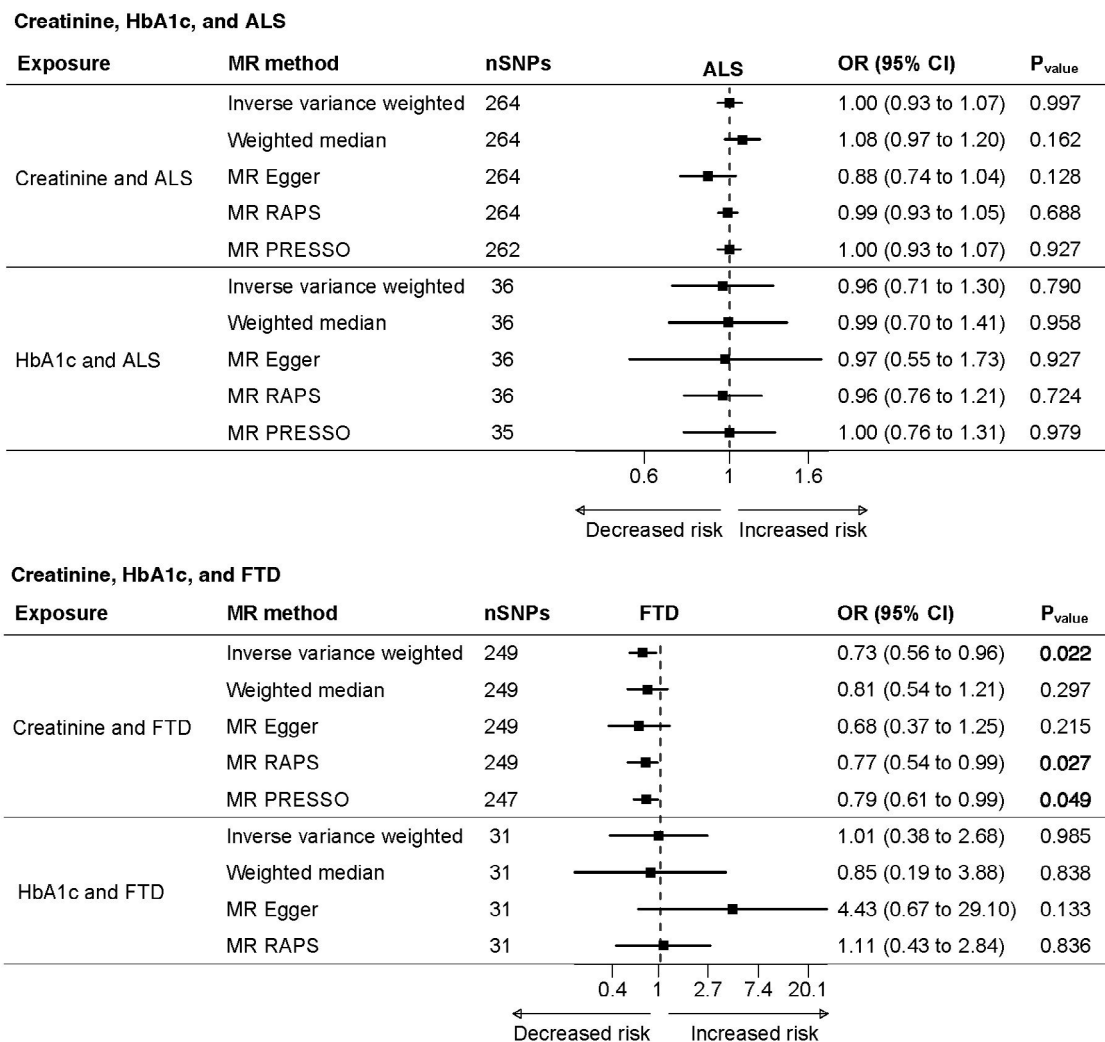 Creatinine, HbA1c, and ALS
Exposure MR method nSNPs ALS OR (95% CI) Pvalue
Inverse variance weighted 264 1.00 (0.93 to 1.07) 0.997
Weighted median 264 1.08 (0.97 to 1.20) 0.162
Creatinine and ALS MR Egger 264 0.88 (0.74 to 1.04) 0.128
MR RAPS 264 0.99 (0.93 to 1.05) 0.688
MR PRESSO 262 1.00 (0.93 to 1.07) 0.927
Inverse variance weighted 36 0.96 (0.71 to 1.30) 0.790
Weighted median 36 0.99 (0.70 to 1.41) 0.958
HbA1c and ALS MR Egger 36 0.97 (0.55 to 1.73) 0.927
MR RAPS 36 0.96 (0.76 to 1.21) 0.724
MR PRESSO 35 1.00 (0.76 to 1.31) 0.979
0.6 1 1.6
Decreased risk Increased risk
Creatinine, HbA1c, and FTD
Exposure MR method nSNPs FTD OR (95% CI) Pvalue
Inverse variance weighted 249 0.73 (0.56 to 0.96) 0.022
Weighted median 249 0.81 (0.54 to 1.21) 0.297
Creatinine and FTD MR Egger 249 0.68 (0.37 to 1.25) 0.215
MR RAPS 249 0.77 (0.54 to 0.99) 0.027
MR PRESSO 247 0.79 (0.61 to 0.99) 0.049
Inverse variance weighted 31 1.01 (0.38 to 2.68) 0.985
Weighted median 31 0.85 (0.19 to 3.88) 0.838
HbA1c and FTD
MR Egger 31 4.43 (0.67 to 29.10) 0.133
MR RAPS 31 1.11 (0.43 to 2.84) 0.836
0.4 1 2.7 7.4 20.1
Decreased risk Increased risk